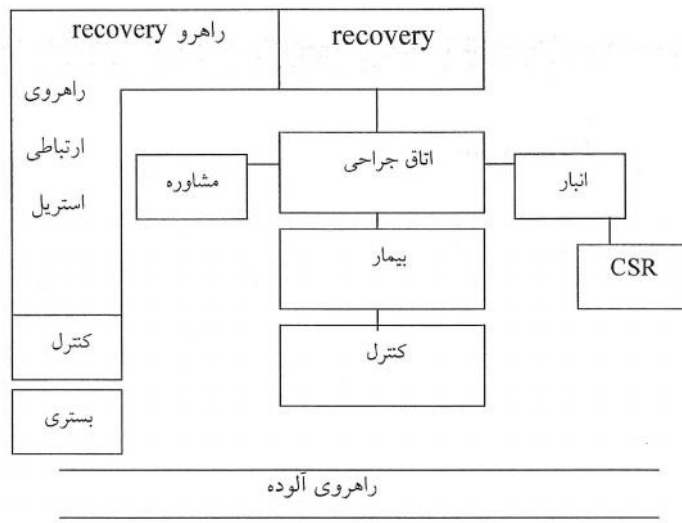 راهرو recovery
recovery
راهروی
ارتباطی
استریل
اتاق جراحی
مشاوره
انبار
بیمار
CSR
کنترل
کنترل
بستری
راهروی آلوده